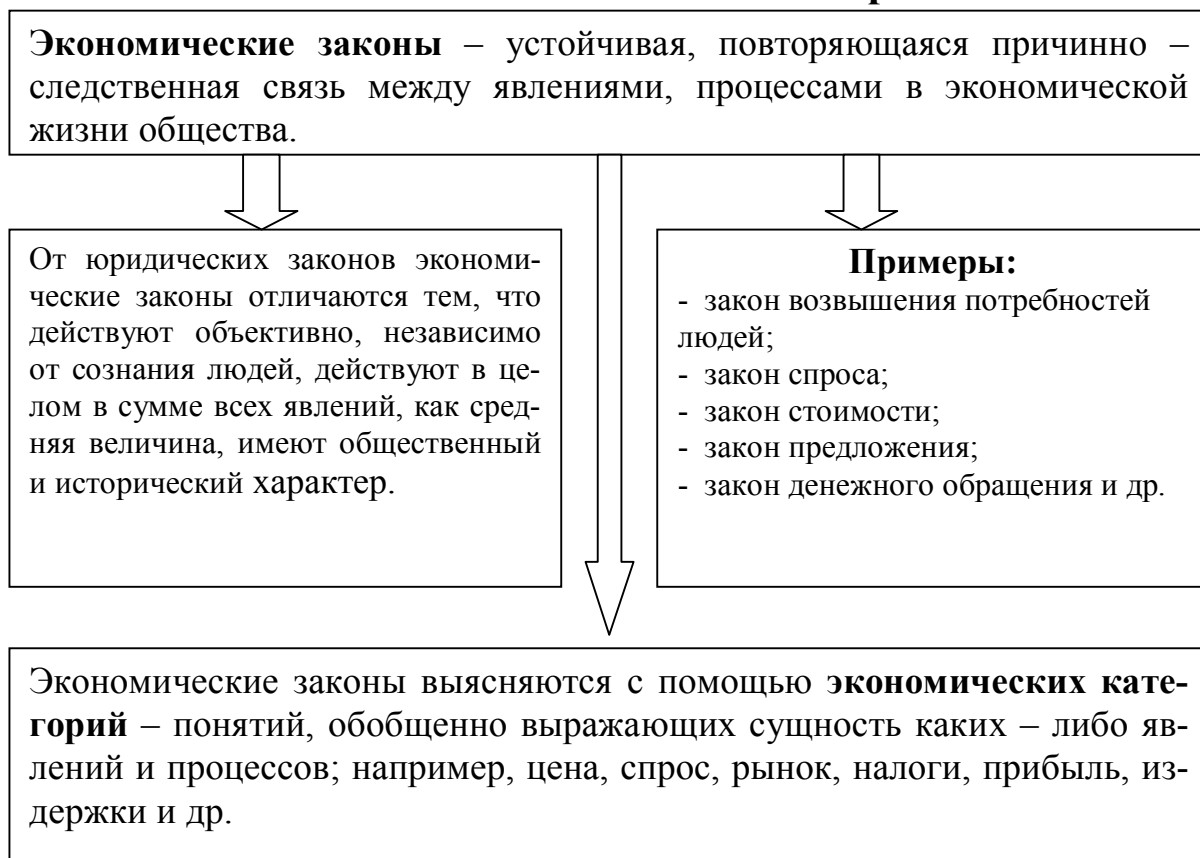 Экономические законы – устойчивая, повторяющаяся причинно –
следственная связь между явлениями, процессами в экономической
жизни общества.
От юридических законов экономи-
ческие законы отличаются тем, что
действуют объективно, независимо
от сознания людей, действуют в це-
лом в сумме всех явлений, как сред-
няя величина, имеют общественный
и исторический характер.
Примеры:
- закон возвышения потребностей
людей;
- закон спроса;
- закон стоимости;
- закон предложения;
- закон денежного обращения и др.
Экономические законы выясняются с помощью экономических кате-
горий – понятий, обобщенно выражающих сущность каких – либо яв-
лений и процессов; например, цена, спрос, рынок, налоги, прибыль, из-
держки и др.